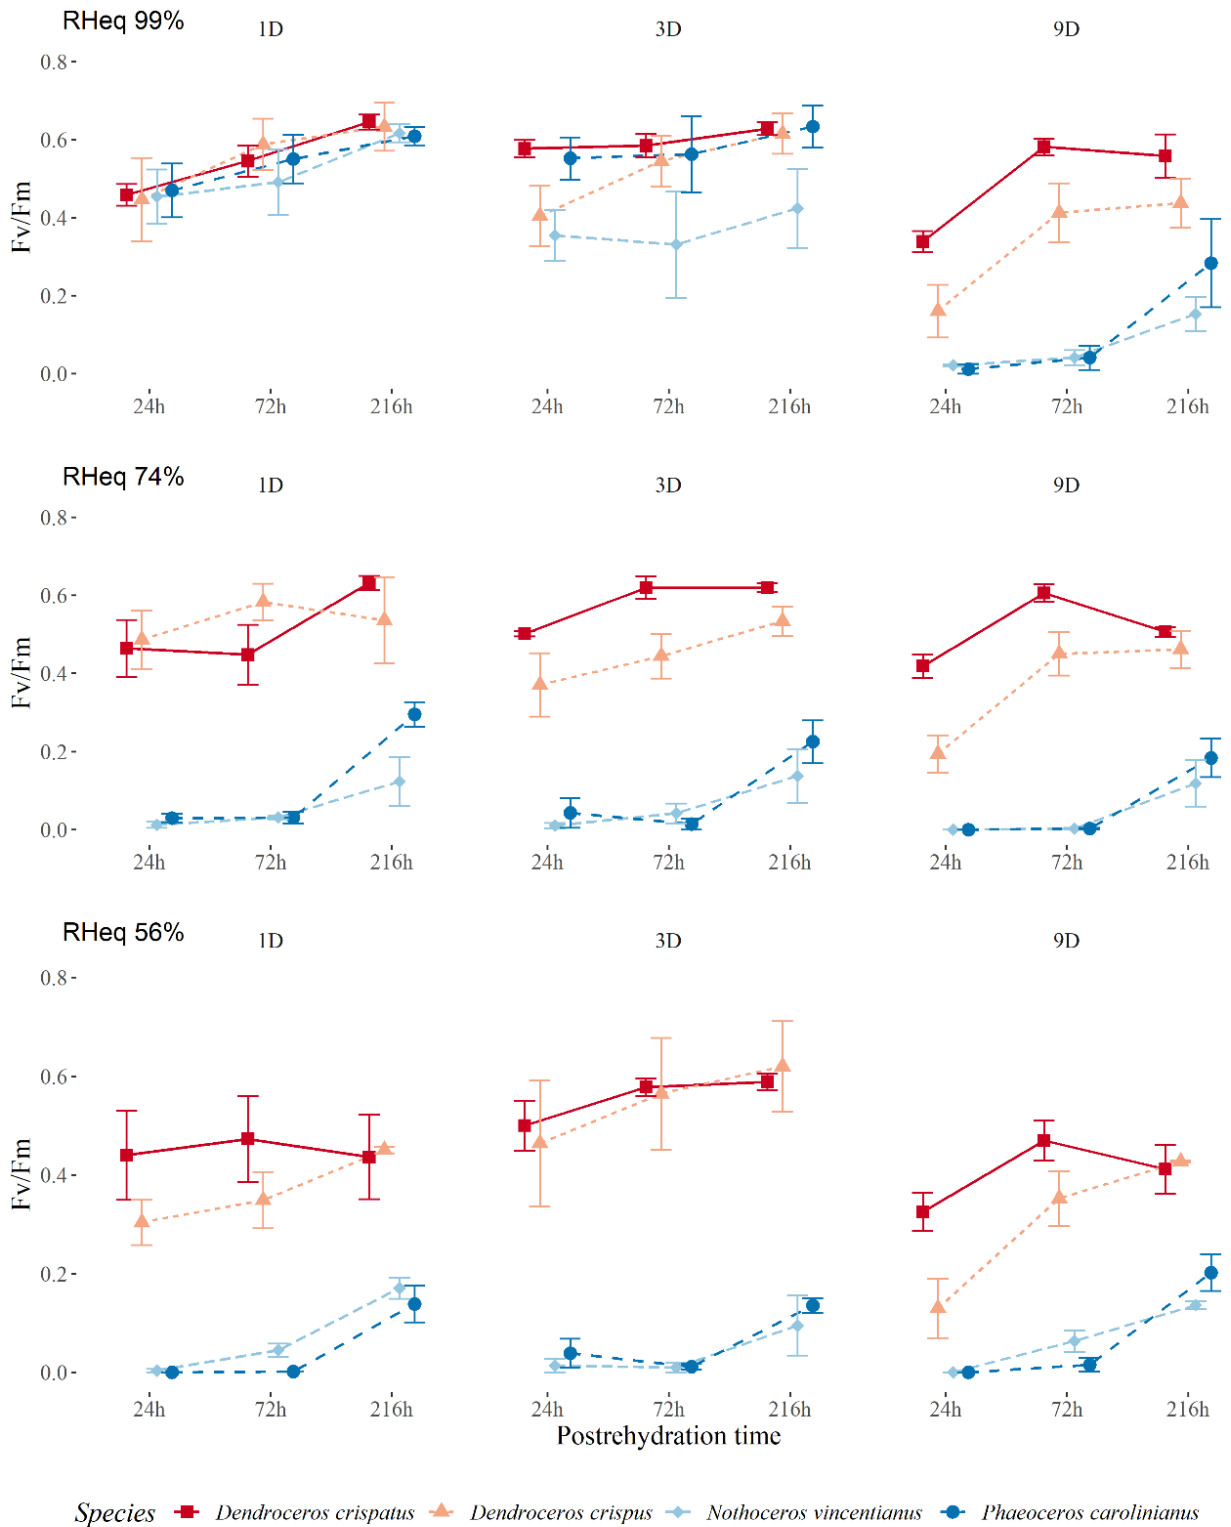 RHeq 99%
1D 3D 9D
0.8
0.6
0.4
0.2
0.0
Fv/Fm
24h 72h 216h 24h 72h 216h 24h 72h 216h
RHeq 74%
1D 3D 9D
0.8
0.6
0.4
0.2
0.0
Fv/Fm
24h 72h 216h 24h 72h 216h 24h 72h 216h
RHeq 56%
1D 3D 9D
0.8
0.6
0.4
0.2
0.0
Fv/Fm
24h 72h 216h 24h 72h 216h 24h 72h 216h
Postrehydration time
Species Dendroceros crispatus Dendroceros crispus Nothoceros vincentianus Phaeoceros carolinianus